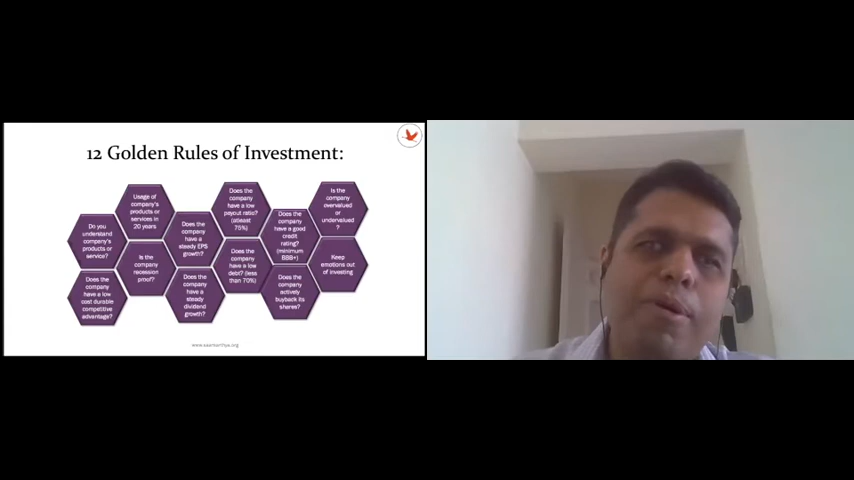 12 Golden Rules of Investment:
Do you
understand
company's
products or
service?
Does the
company
have a low
cost durable
competitive
advantage?
Usage of
company's
products or
services in
20 years
Is the
company
recession
proof?
Does the
company
have a
steady EPS
growth?
Does the
company
have a
steady
dividend
growth?
Does the
company
have a low
payout ratio?
(atleast
75%)
Does the
company
have a low
debt? (less
than 70%)
Does the
company
have a good
credit
rating?
(minimum
BBB+)
Does the
company
actively
buyback its
shares?
Is the
company
overvalued
or
undervalued
?
Keep
emotions out
of investing